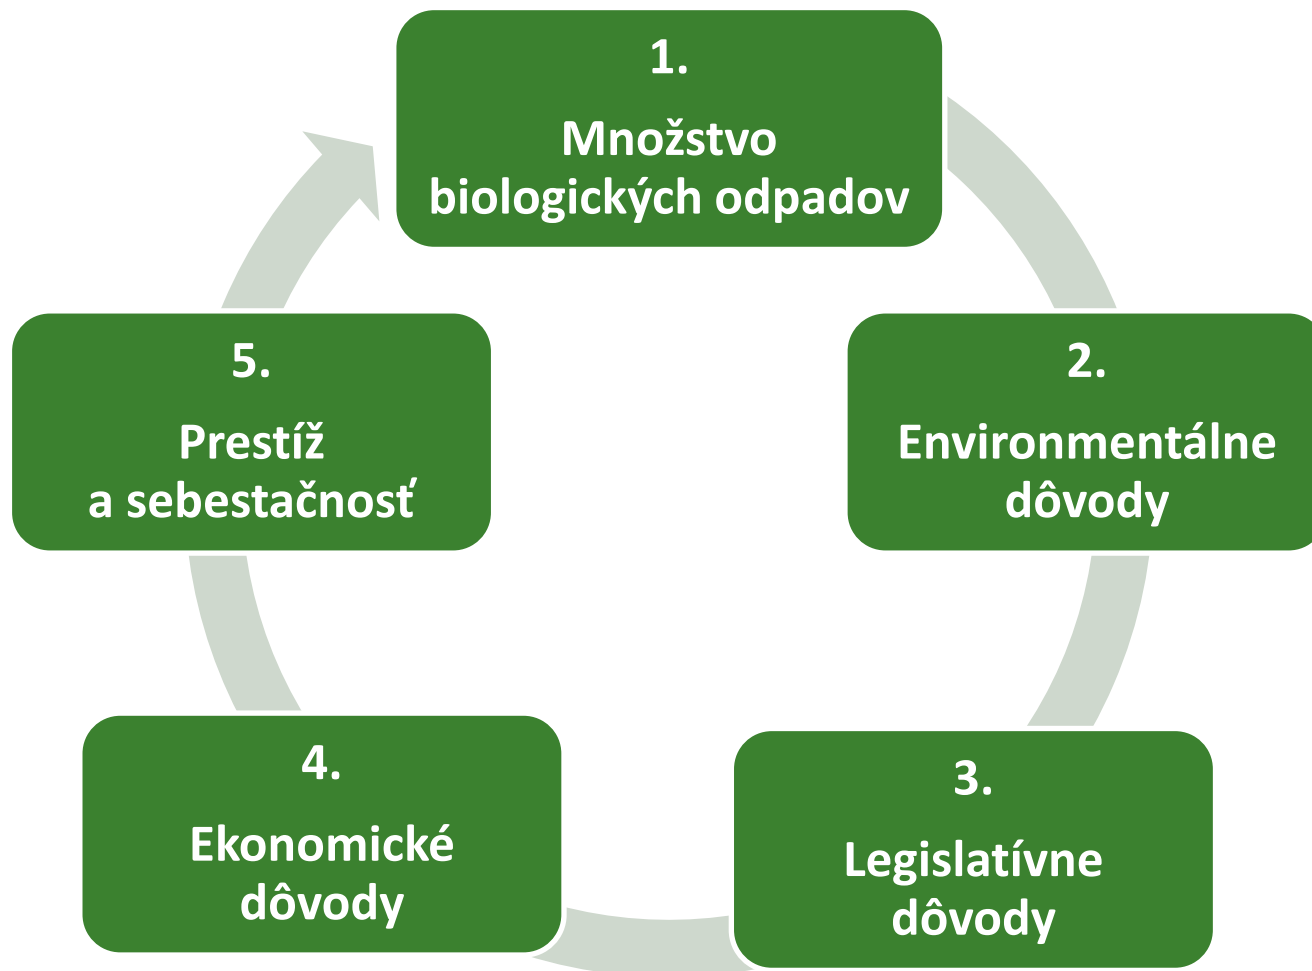 1.
Množstvo
biologických odpadov
2.
Environmentálne
dôvody
3.
Legislatívne
dôvody
4.
Ekonomické
dôvody
5.
Prestíž
a sebestačnosť